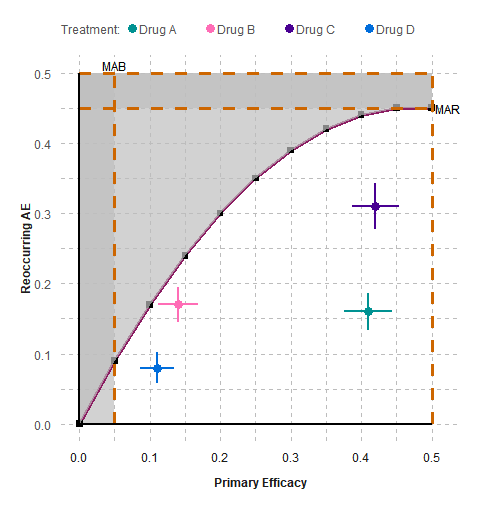 Treatment: Drug A Drug B Drug C Drug D
MAB
0.5
MAR
0.4
0.3
Reoccurring AE
0.2
0.1
0.0
0.0 0.1 0.2 0.3 0.4 0.5
Primary Efficacy